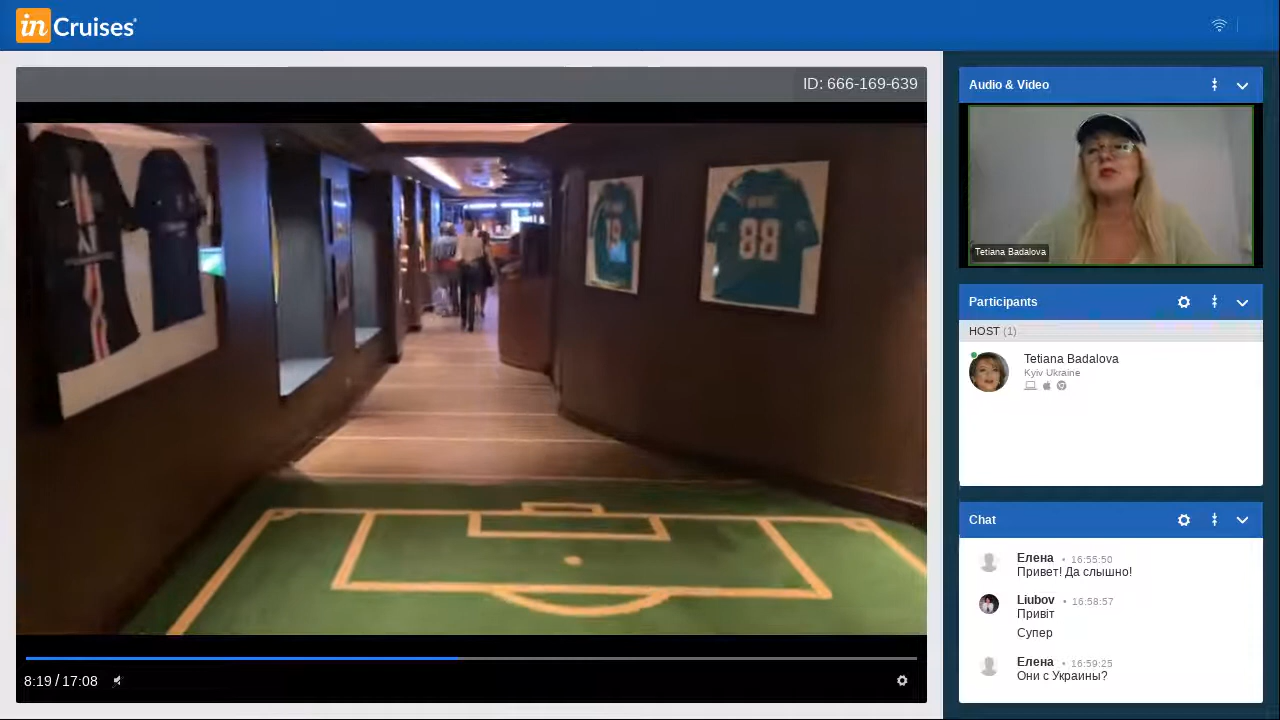 in Cruises
ID: 666-169-639
88
8:19 / 17:08
Audio & Video
Tetiana Badalova
Participants
HOST (1)
Tetiana Badalova
Kyiv Ukraine
Chat
Елена • 16:55:50
Привет! Да слышно!
Liubov • 16:58:57
Привіт
Супер
Елена • 16:59:25
Они с Украины?